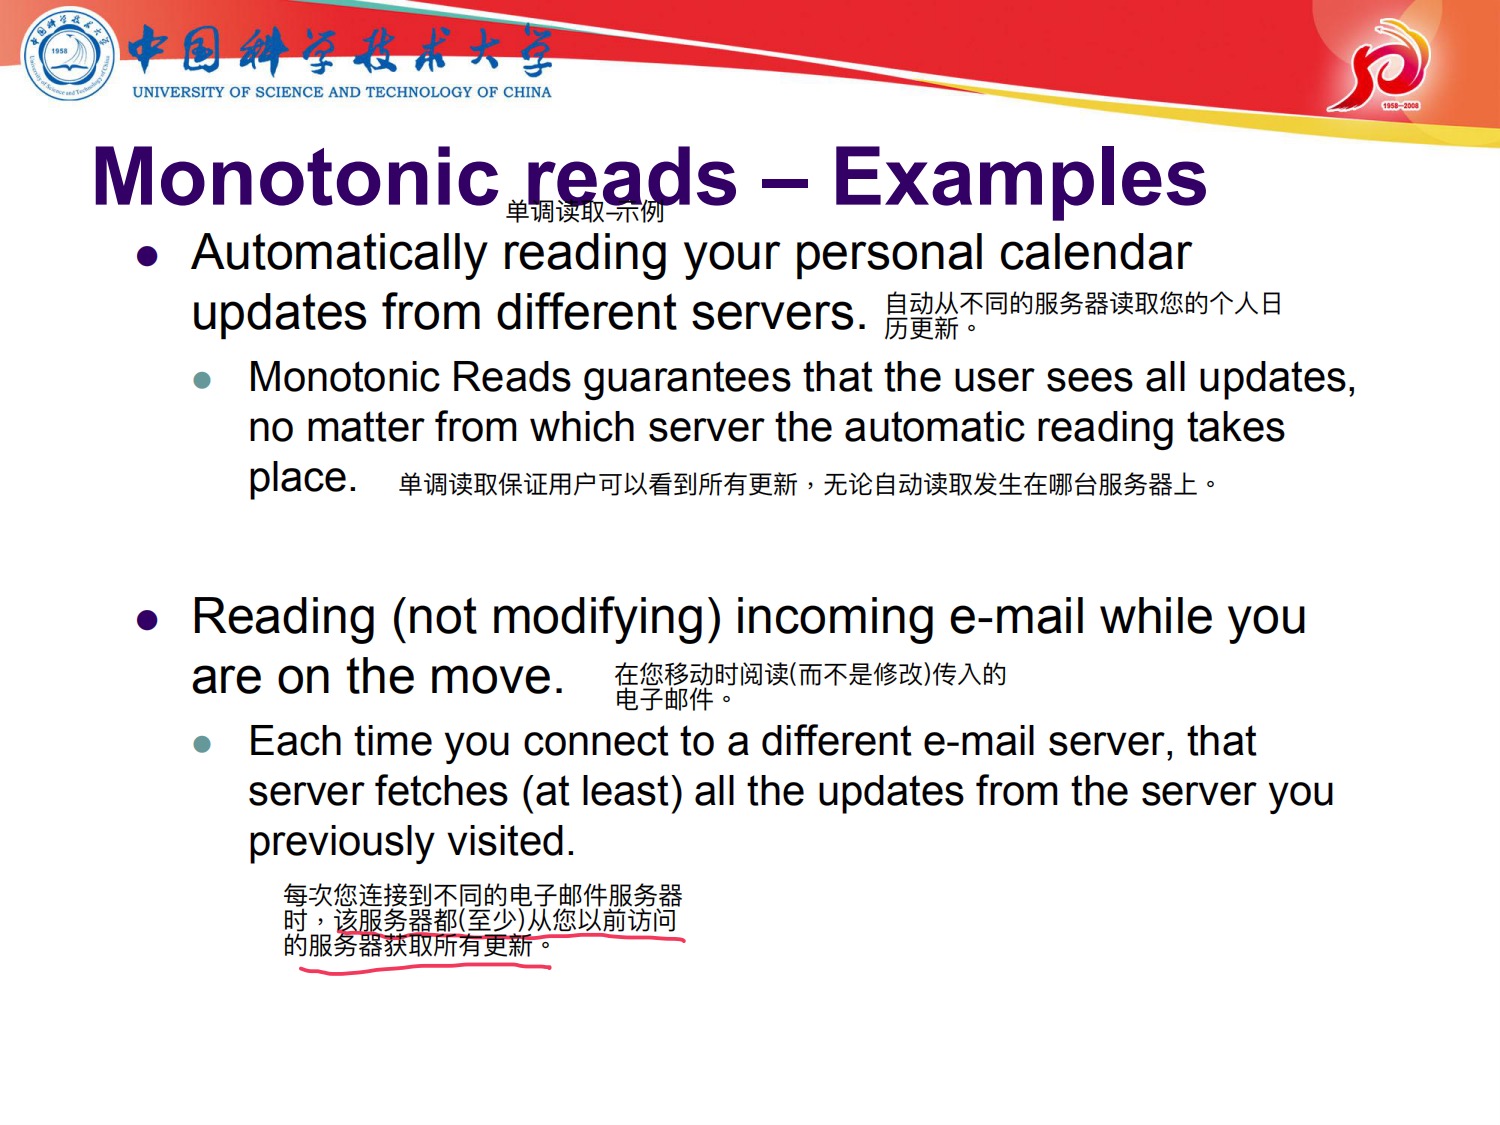 中国科学技术大学
UNIVERSITY OF SCIENCE AND TECHNOLOGY OF CHINA
1958
1958—2008
Monotonic reads – Examples
单调读取–示例
Automatically reading your personal calendar
updates from different servers.
自动从不同的服务器读取您的个人日
历更新。
Monotonic Reads guarantees that the user sees all updates,
no matter from which server the automatic reading takes
place.
单调读取保证用户可以看到所有更新，无论自动读取发生在哪台服务器上。
Reading (not modifying) incoming e-mail while you
are on the move.
在您移动时阅读(而不是修改)传入的
电子邮件。
Each time you connect to a different e-mail server, that
server fetches (at least) all the updates from the server you
previously visited.
每次您连接到不同的电子邮件服务器
时，该服务器都(至少)从您以前访问
的服务器获取所有更新。